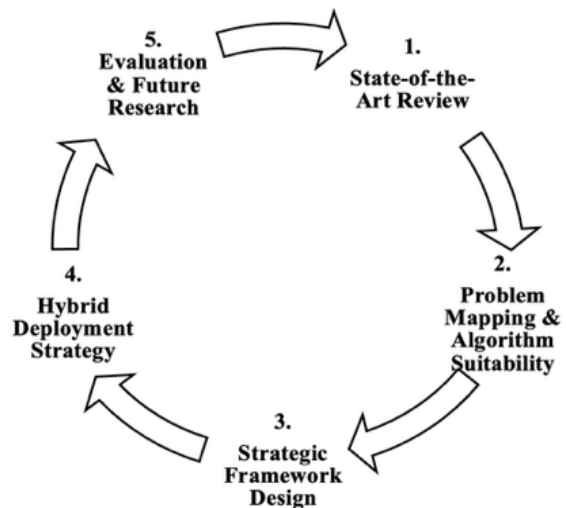 1.
State-of-the-
Art Review
2.
Problem
Mapping &
Algorithm
Suitability
3.
Strategic
Framework
Design
4.
Hybrid
Deployment
Strategy
5.
Evaluation
& Future
Research